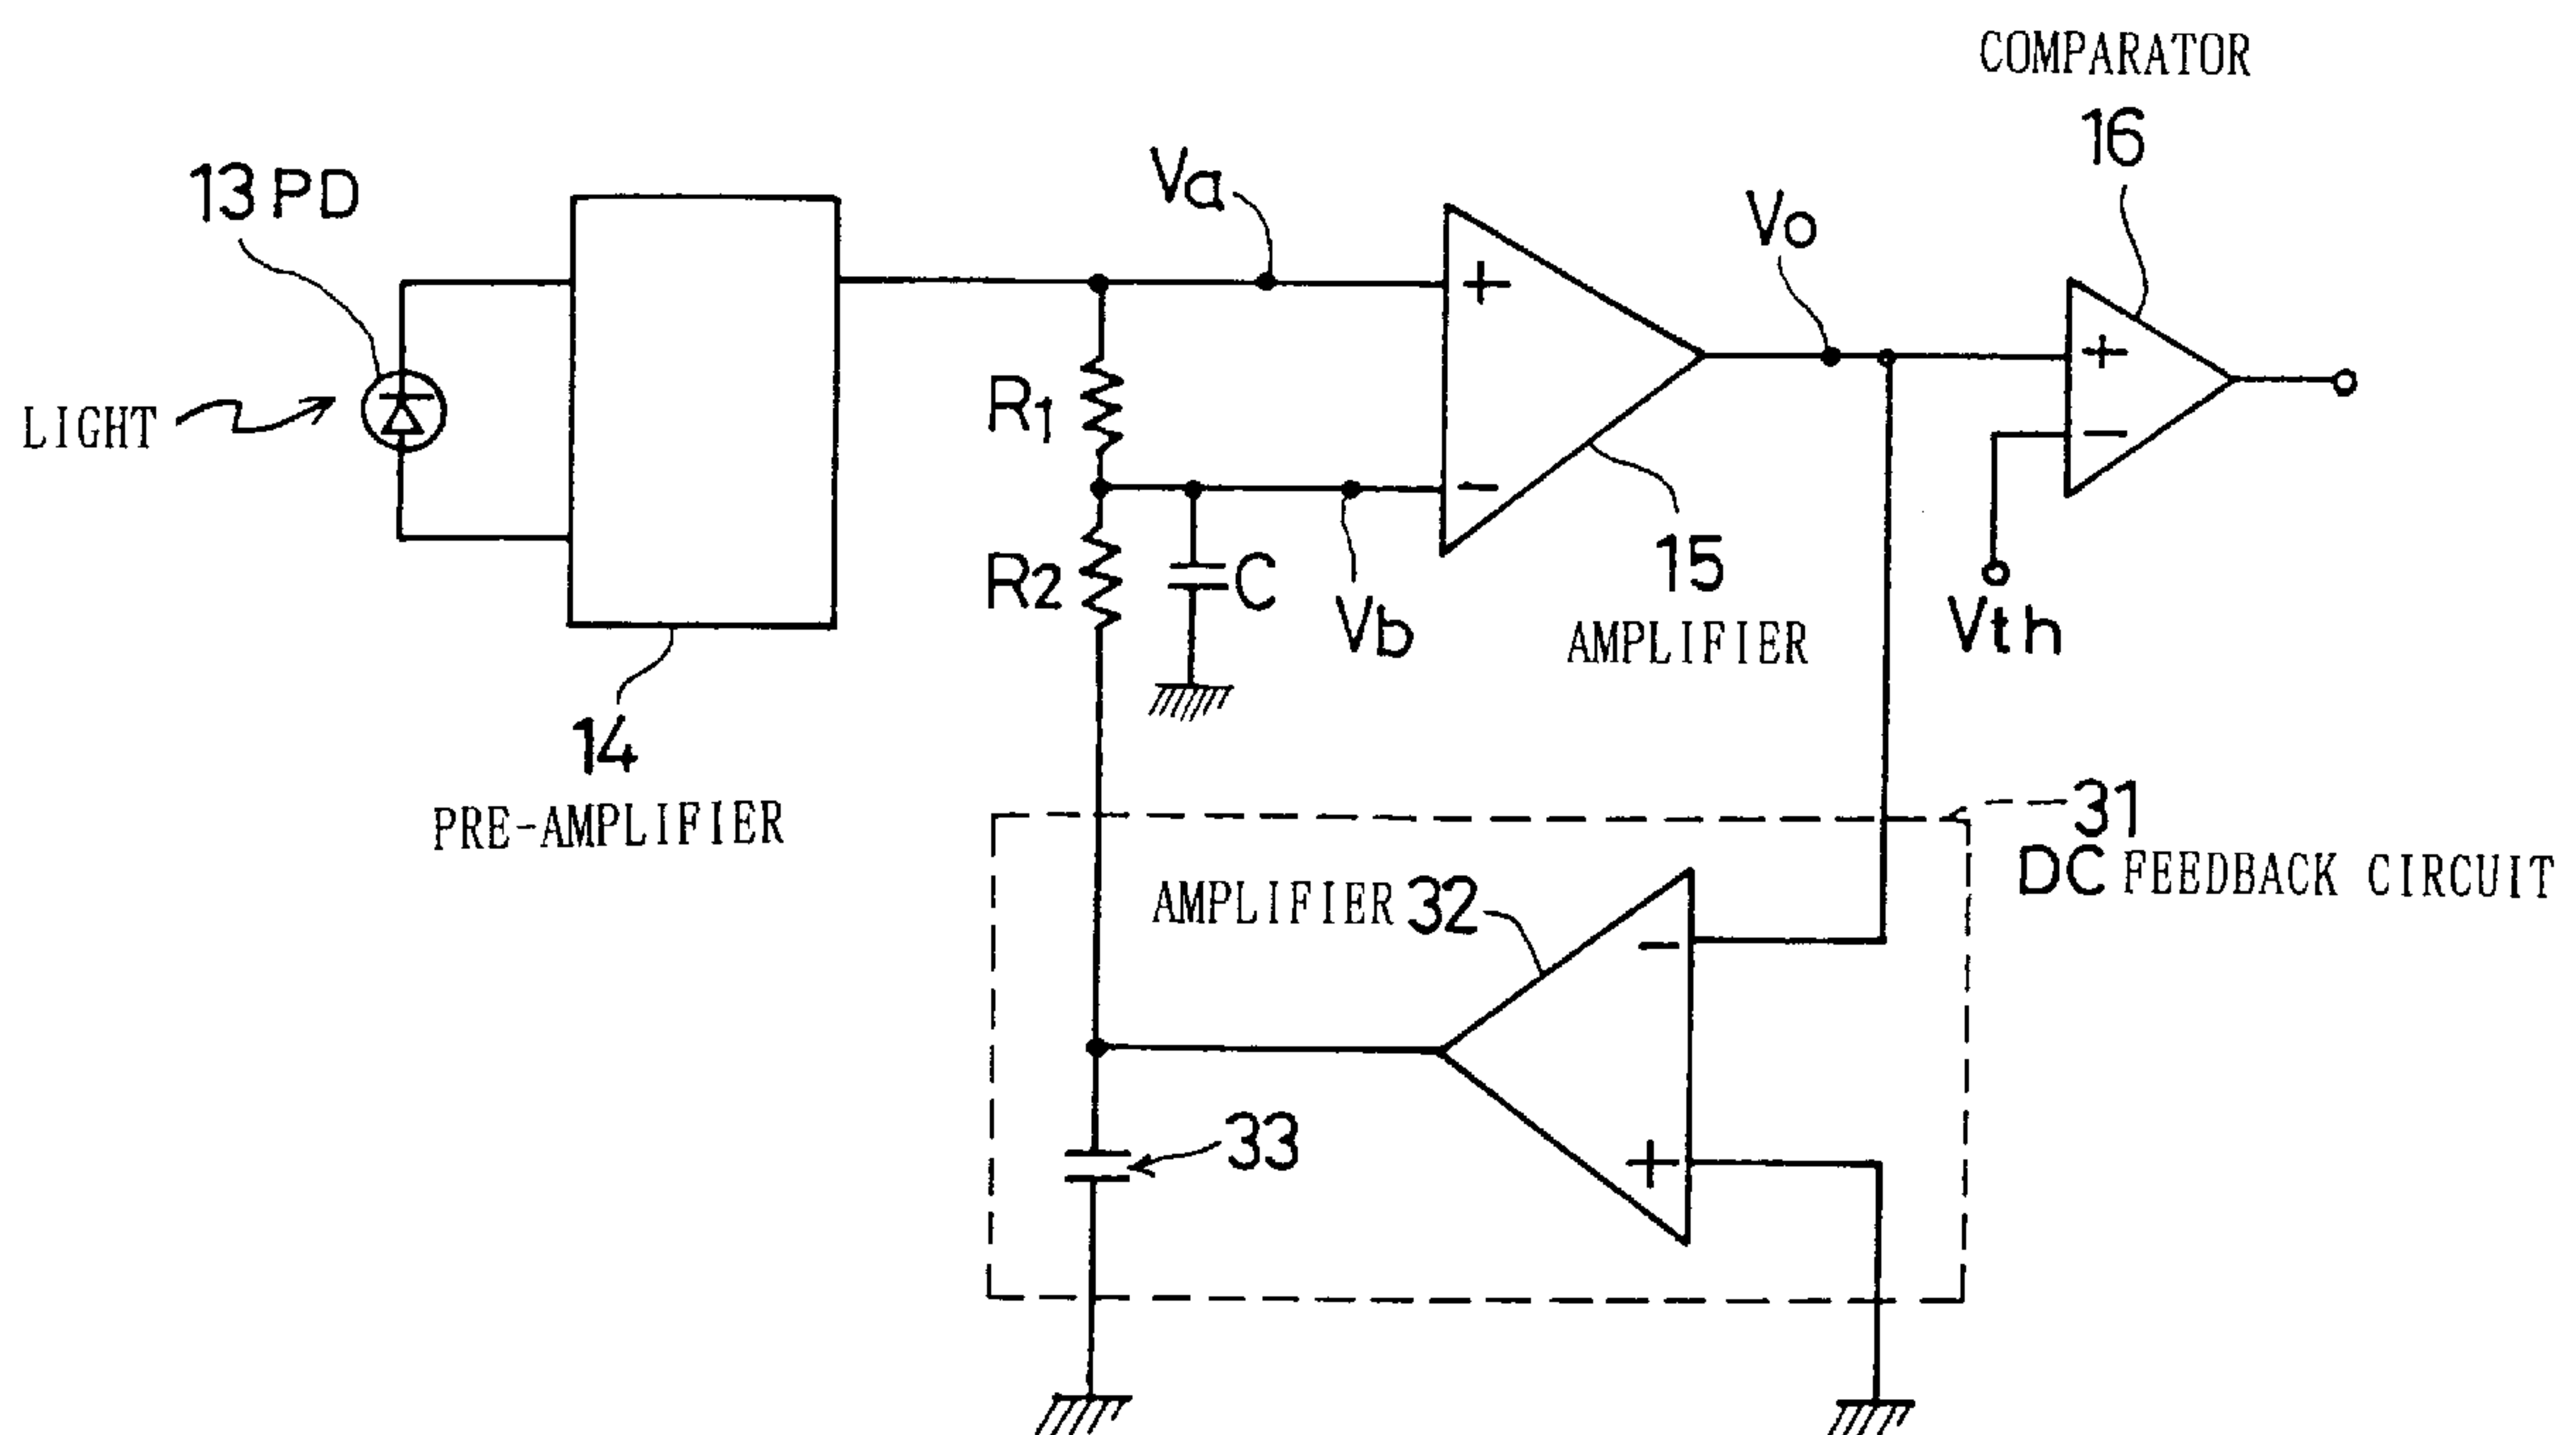 COMPARATOR
16
13 PD
Va
Vo
+
+
LIGHT
R1
−
−
R2
C
Vb
15
AMPLIFIER
Vth
14
PRE-AMPLIFIER
31
DC FEEDBACK CIRCUIT
AMPLIFIER 32
−
33
+